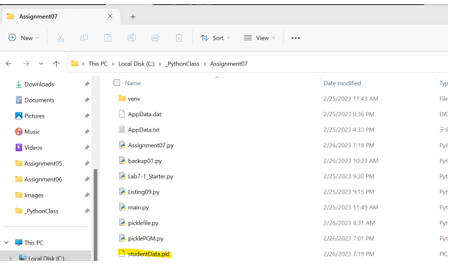 Assignment07 × +
New Sort View ...
This PC > Local Disk (C:) > _PythonClass > Assignment07
Name Date modified Typ
Downloads
Documents
Pictures
Music
Videos
Assignment05
Assignment06
Images
_PythonClass
This PC
Local Disk (C:)
venv 2/25/2023 11:43 AM File
AppData.dat 2/25/2023 9:36 PM DA
AppData.txt 2/25/2023 4:33 PM
Assignment07.py 2/26/2023 7:18 PM Pyt
backup01.py 2/26/2023 10:23 AM Pyt
Lab7-1_Starter.py 2/25/2023 9:30 PM Pyt
Listing09.py 2/25/2023 9:15 PM Pyt
main.py 2/25/2023 11:49 AM Pyt
picklefile.py 2/26/2023 8:31 AM Pyt
picklePGM.py 2/26/2023 7:01 PM Pyt
studentData.pkl 2/26/2023 7:19 PM PKL